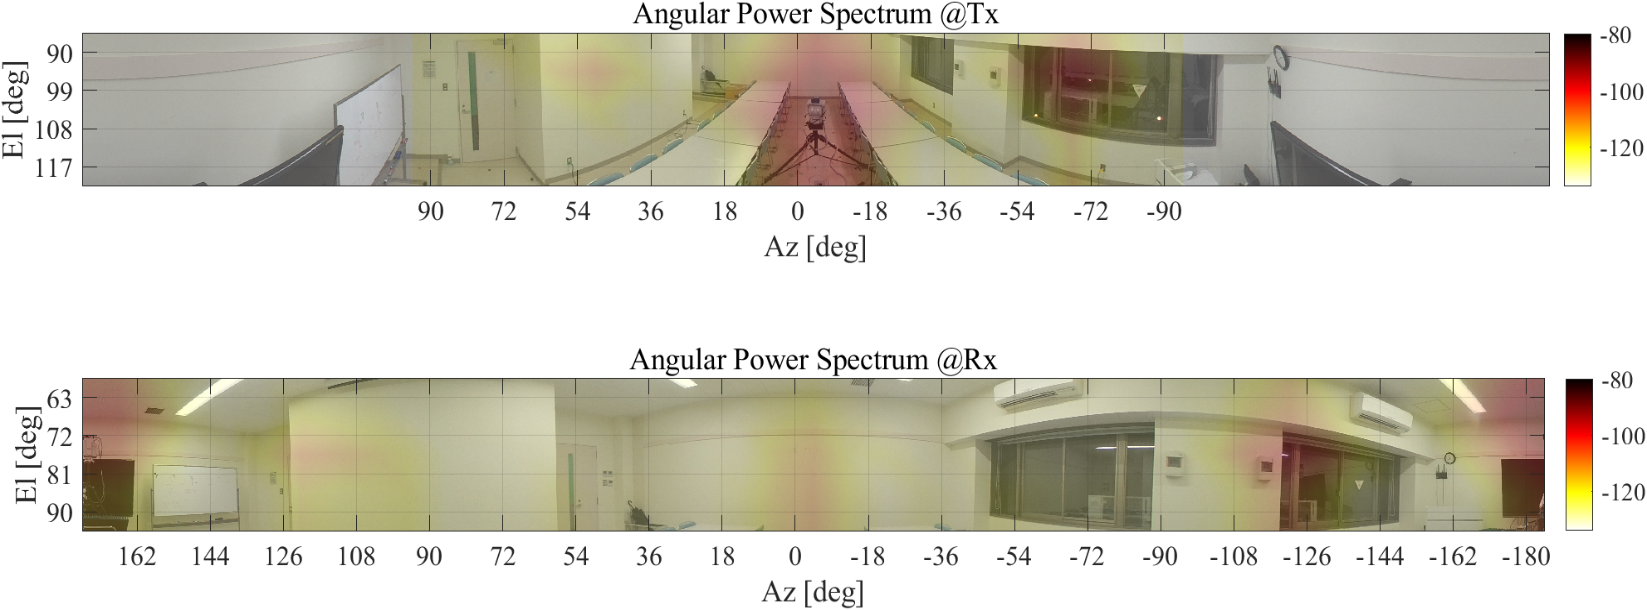 Angular Power Spectrum @Tx
El [deg]
90
99
108
117
90 72 54 36 18 0 -18 -36 -54 -72 -90
Az [deg]
-80
-100
-120
Angular Power Spectrum @Rx
El [deg]
63
72
81
90
162 144 126 108 90 72 54 36 18 0 -18 -36 -54 -72 -90 -108 -126 -144 -162 -180
Az [deg]
-80
-100
-120